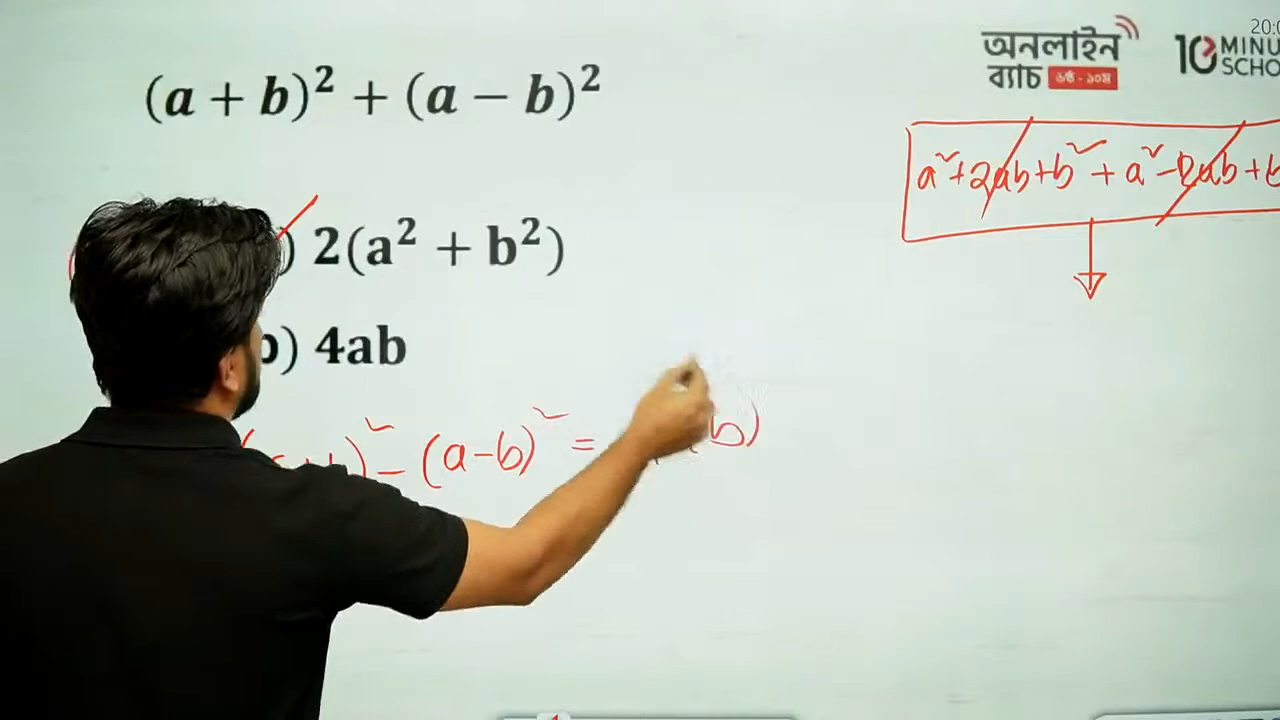 (a + b)² + (a − b)²
) 2(a² + b²)
b) 4ab
)² − (a−b)² =
b)
অনলাইন
ব্যাচ ৬ষ্ঠ - ১০ম
10 MINU
SCHO
20:0
a²+2ab+b²+a²−2ab+b